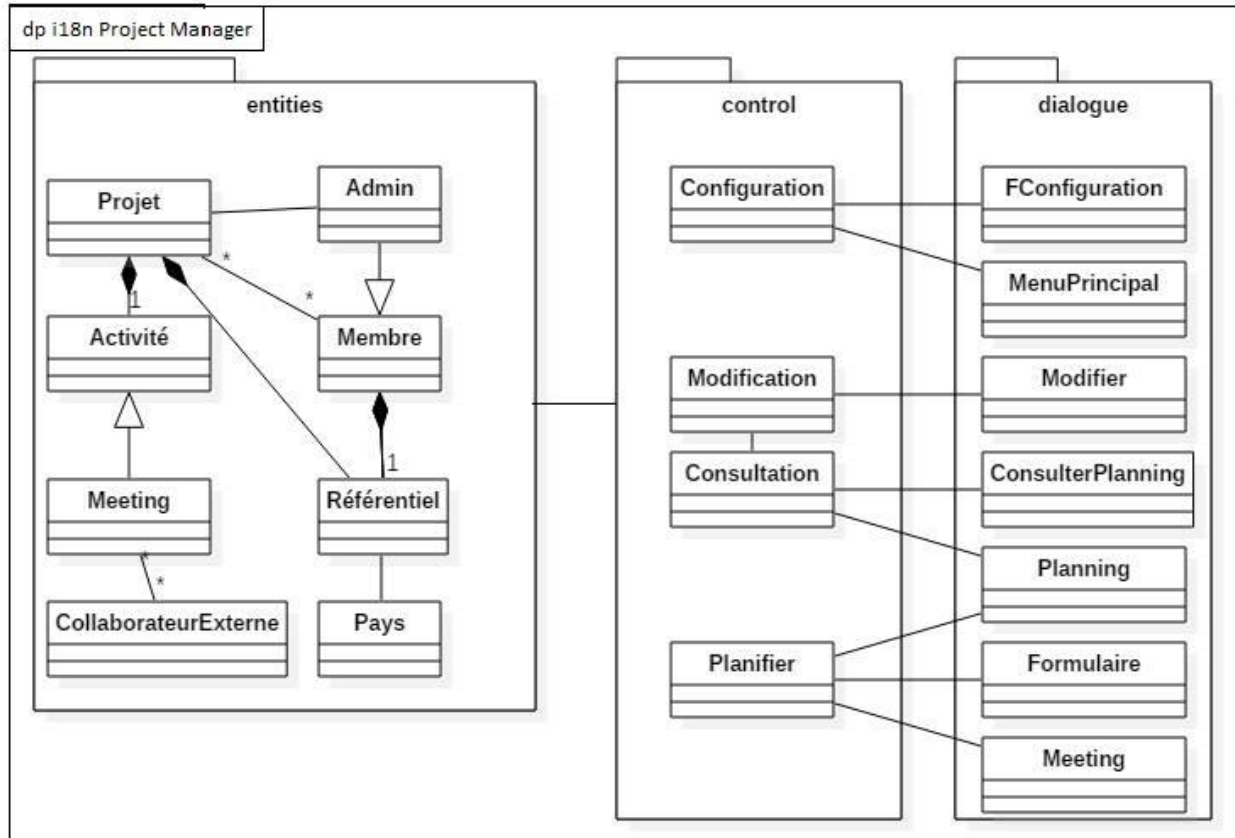 dp i18n Project Manager
entities
Projet
Admin
*
*
1
Activité
Membre
Meeting
1
Référentiel
*
*
CollaborateurExterne
Pays
control
Configuration
Modification
Consultation
Planifier
dialogue
FConfiguration
MenuPrincipal
Modifier
ConsulterPlanning
Planning
Formulaire
Meeting